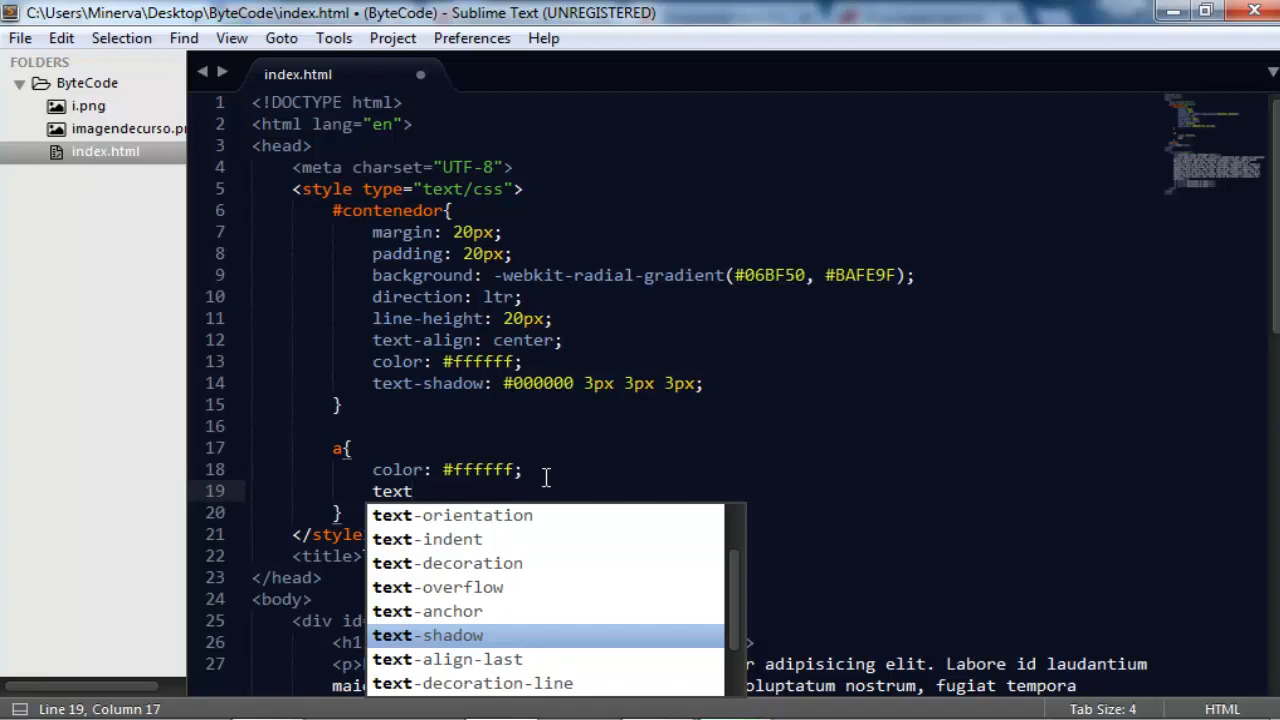 C:\Users\Minerva\Desktop\ByteCode\index.html • (ByteCode) - Sublime Text (UNREGISTERED)
File Edit Selection Find View Goto Tools Project Preferences Help
FOLDERS
ByteCode
i.png
imagendecurso.pr
index.html
index.html
1 <!DOCTYPE html>
2 <html lang="en">
3 <head>
4 <meta charset="UTF-8">
5 <style type="text/css">
6 #contenedor{
7 margin: 20px;
8 padding: 20px;
9 background: -webkit-radial-gradient(#06BF50, #BAFE9F);
10 direction: ltr;
11 line-height: 20px;
12 text-align: center;
13 color: #ffffff;
14 text-shadow: #000000 3px 3px 3px;
15 }
16
17 a{
18 color: #ffffff;
19 text
20 }
21 </style
22 <title>
23 </head>
24 <body>
25 <div id=
26 <h1 >
27 <p> r adipisicing elit. Labore id laudantium
maio oluptatum nostrum, fugiat tempora
text-orientation
text-indent
text-decoration
text-overflow
text-anchor
text-shadow
text-align-last
text-decoration-line
Line 19, Column 17 Tab Size: 4 HTML